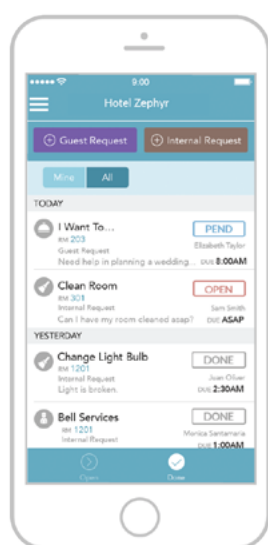 9:00
Hotel Zephyr
Guest Request
Internal Request
Mine
All
TODAY
I Want To...
PEND
RM 203
Elizabeth Taylor
Guest Request
Need help in planning a wedding...
DUE 8:00AM
Clean Room
OPEN
RM 301
Sam Smith
Internal Request
Can I have my room cleaned asap?
DUE ASAP
YESTERDAY
Change Light Bulb
DONE
RM 1201
Joan Oliver
Internal Request
Light is broken.
DUE 2:30AM
Bell Services
DONE
RM 1201
Monica Santamaria
Internal Request
DUE 1:00AM
Open
Done